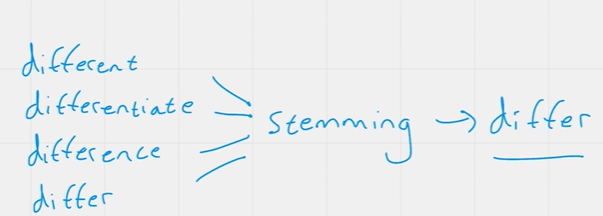 different
differentiate
difference
differ
stemming → differ